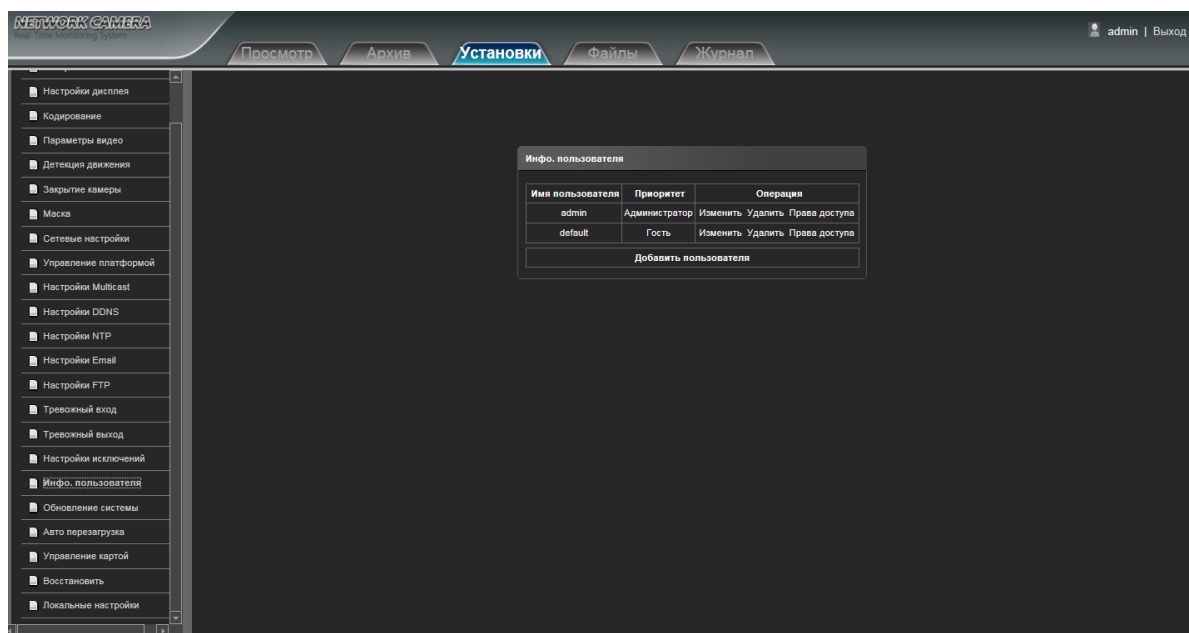 NETWORK CAMERA
Real-Time Monitoring System
admin | Выход
Просмотр
Архив
Установки
Файлы
Журнал
Настройки дисплея
Кодирование
Параметры видео
Детекция движения
Закрытие камеры
Маска
Сетевые настройки
Управление платформой
Настройки Multicast
Настройки DDNS
Настройки NTP
Настройки Email
Настройки FTP
Тревожный вход
Тревожный выход
Настройки исключений
Инфо. пользователя
Обновление системы
Авто перезагрузка
Управление картой
Восстановить
Локальные настройки
Инфо. пользователя
Имя пользователя Приоритет Операция
admin Администратор Изменить Удалить Права доступа
default Гость Изменить Удалить Права доступа
Добавить пользователя